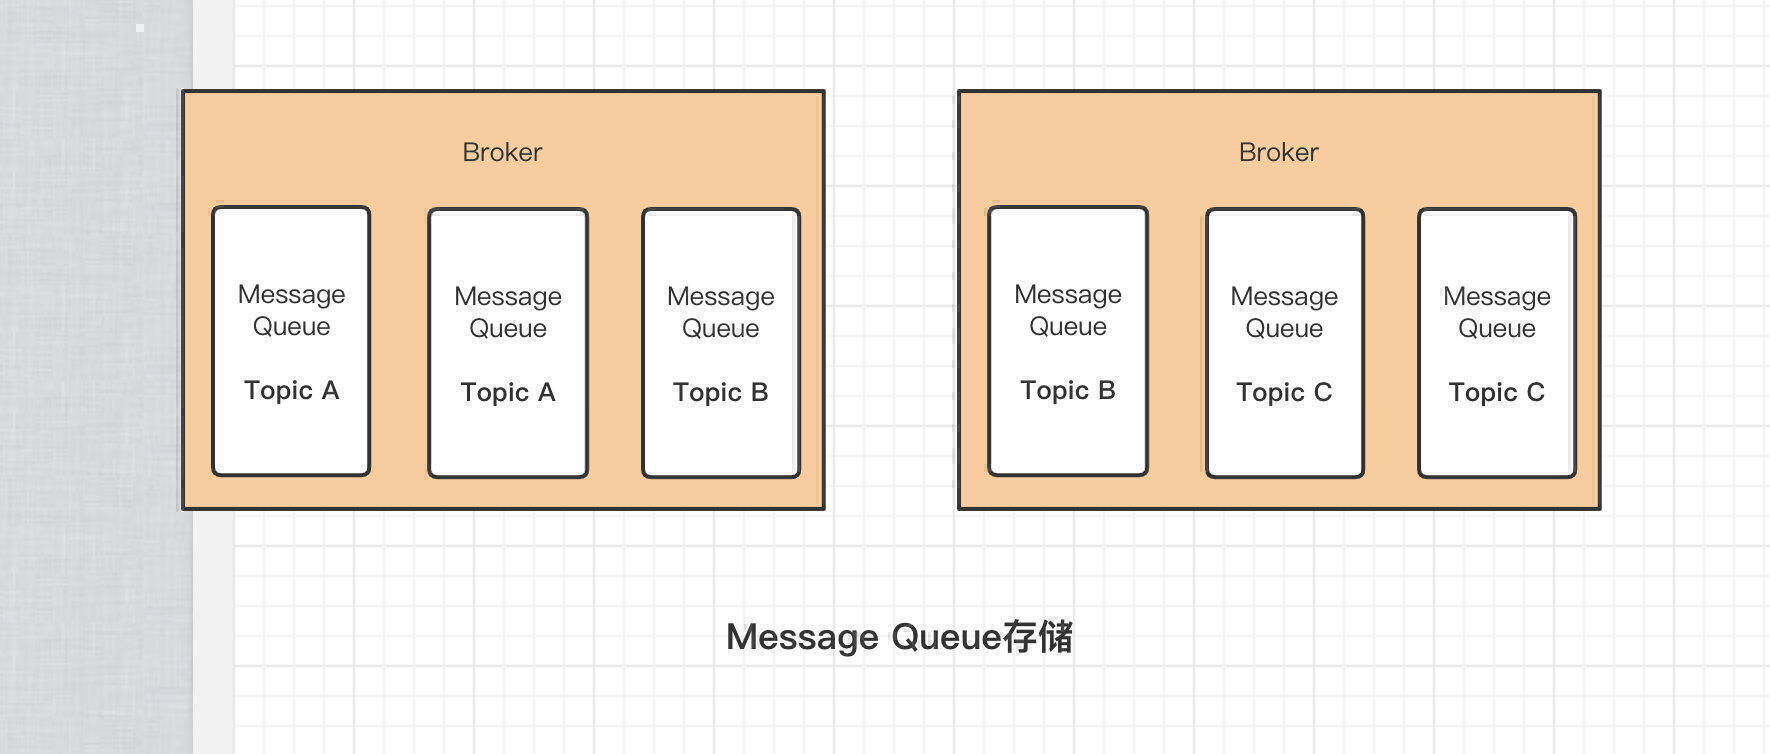 Broker
Message
Queue
Topic A
Message
Queue
Topic A
Message
Queue
Topic B
Broker
Message
Queue
Topic B
Message
Queue
Topic C
Message
Queue
Topic C
Message Queue存储